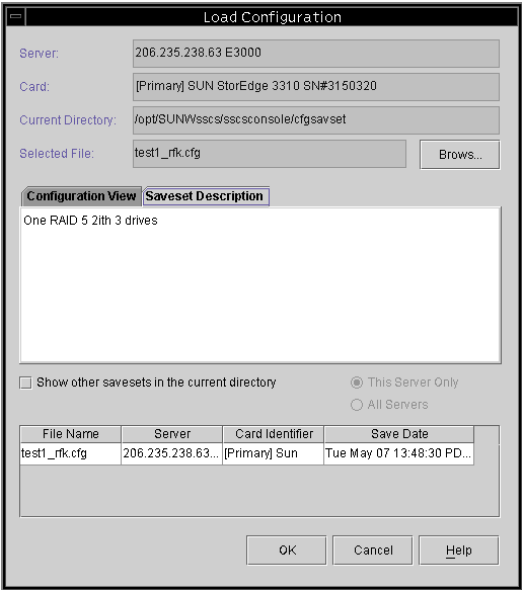 Load Configuration
Server: 206.235.238.63 E3000
Card: [Primary] SUN StorEdge 3310 SN#3150320
Current Directory: /opt/SUNWsscs/sscsconsole/cfgsavset
Selected File: test1_rfk.cfg Brows...
Configuration View Saveset Description
One RAID 5 2ith 3 drives
Show other savesets in the current directory This Server Only
All Servers
File Name Server Card Identifier Save Date
test1_rfk.cfg 206.235.238.63... [Primary] Sun Tue May 07 13:48:30 PD...
OK Cancel Help